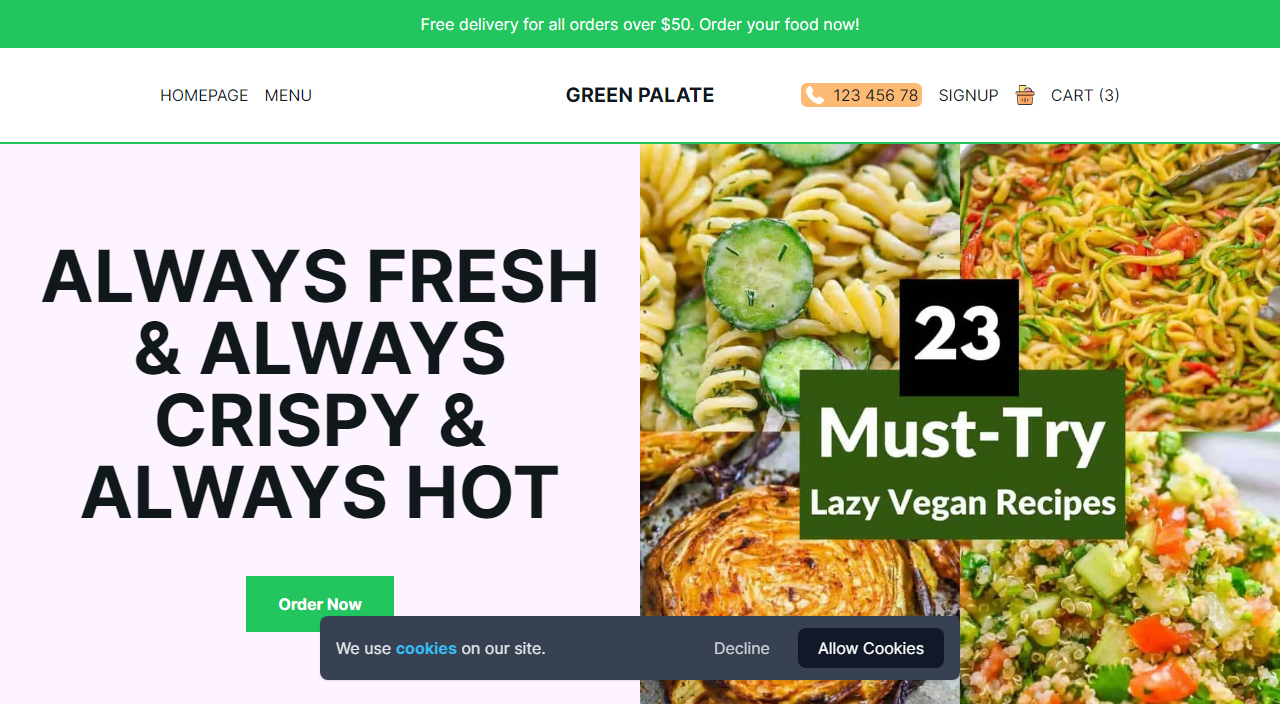 Free delivery for all orders over $50. Order your food now!
HOMEPAGE MENU
GREEN PALATE
123 456 78
SIGNUP
CART (3)
ALWAYS FRESH
& ALWAYS
CRISPY &
ALWAYS HOT
Order Now
23
Must-Try
Lazy Vegan Recipes
We use cookies on our site.
Decline
Allow Cookies